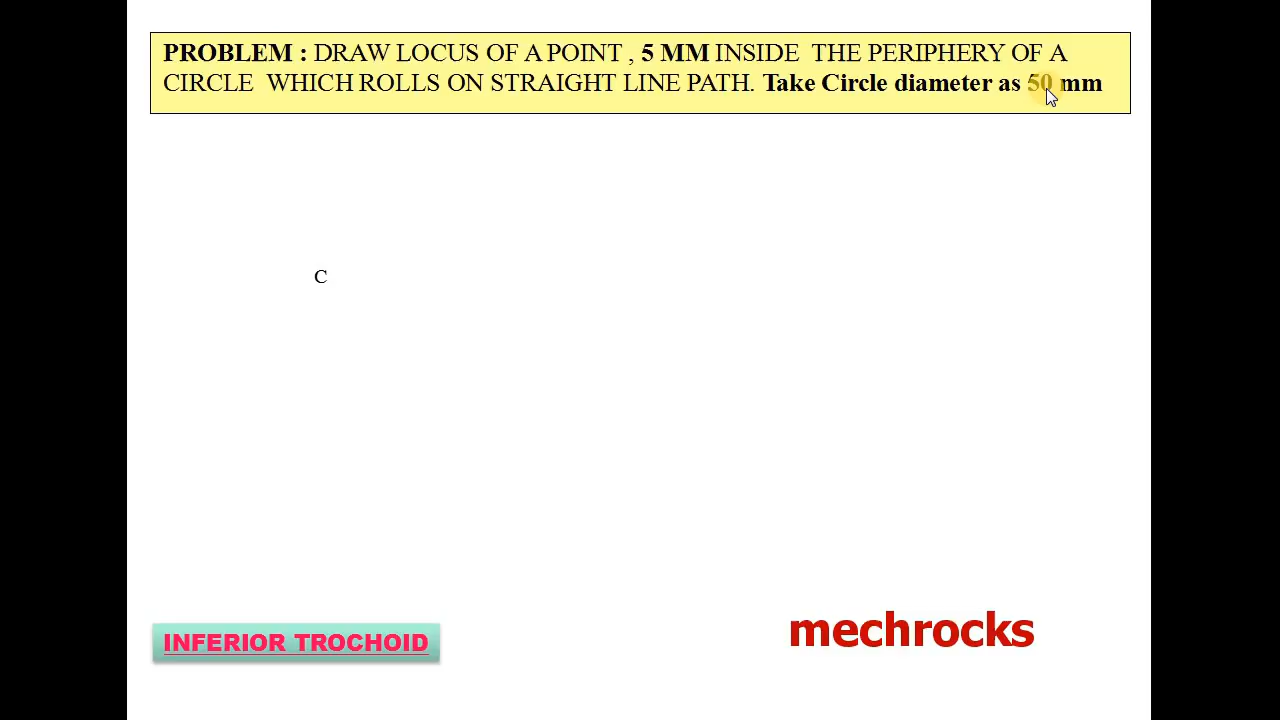 PROBLEM : DRAW LOCUS OF A POINT , 5 MM INSIDE THE PERIPHERY OF A
CIRCLE WHICH ROLLS ON STRAIGHT LINE PATH. Take Circle diameter as 50 mm
C
INFERIOR TROCHOID
mechrocks